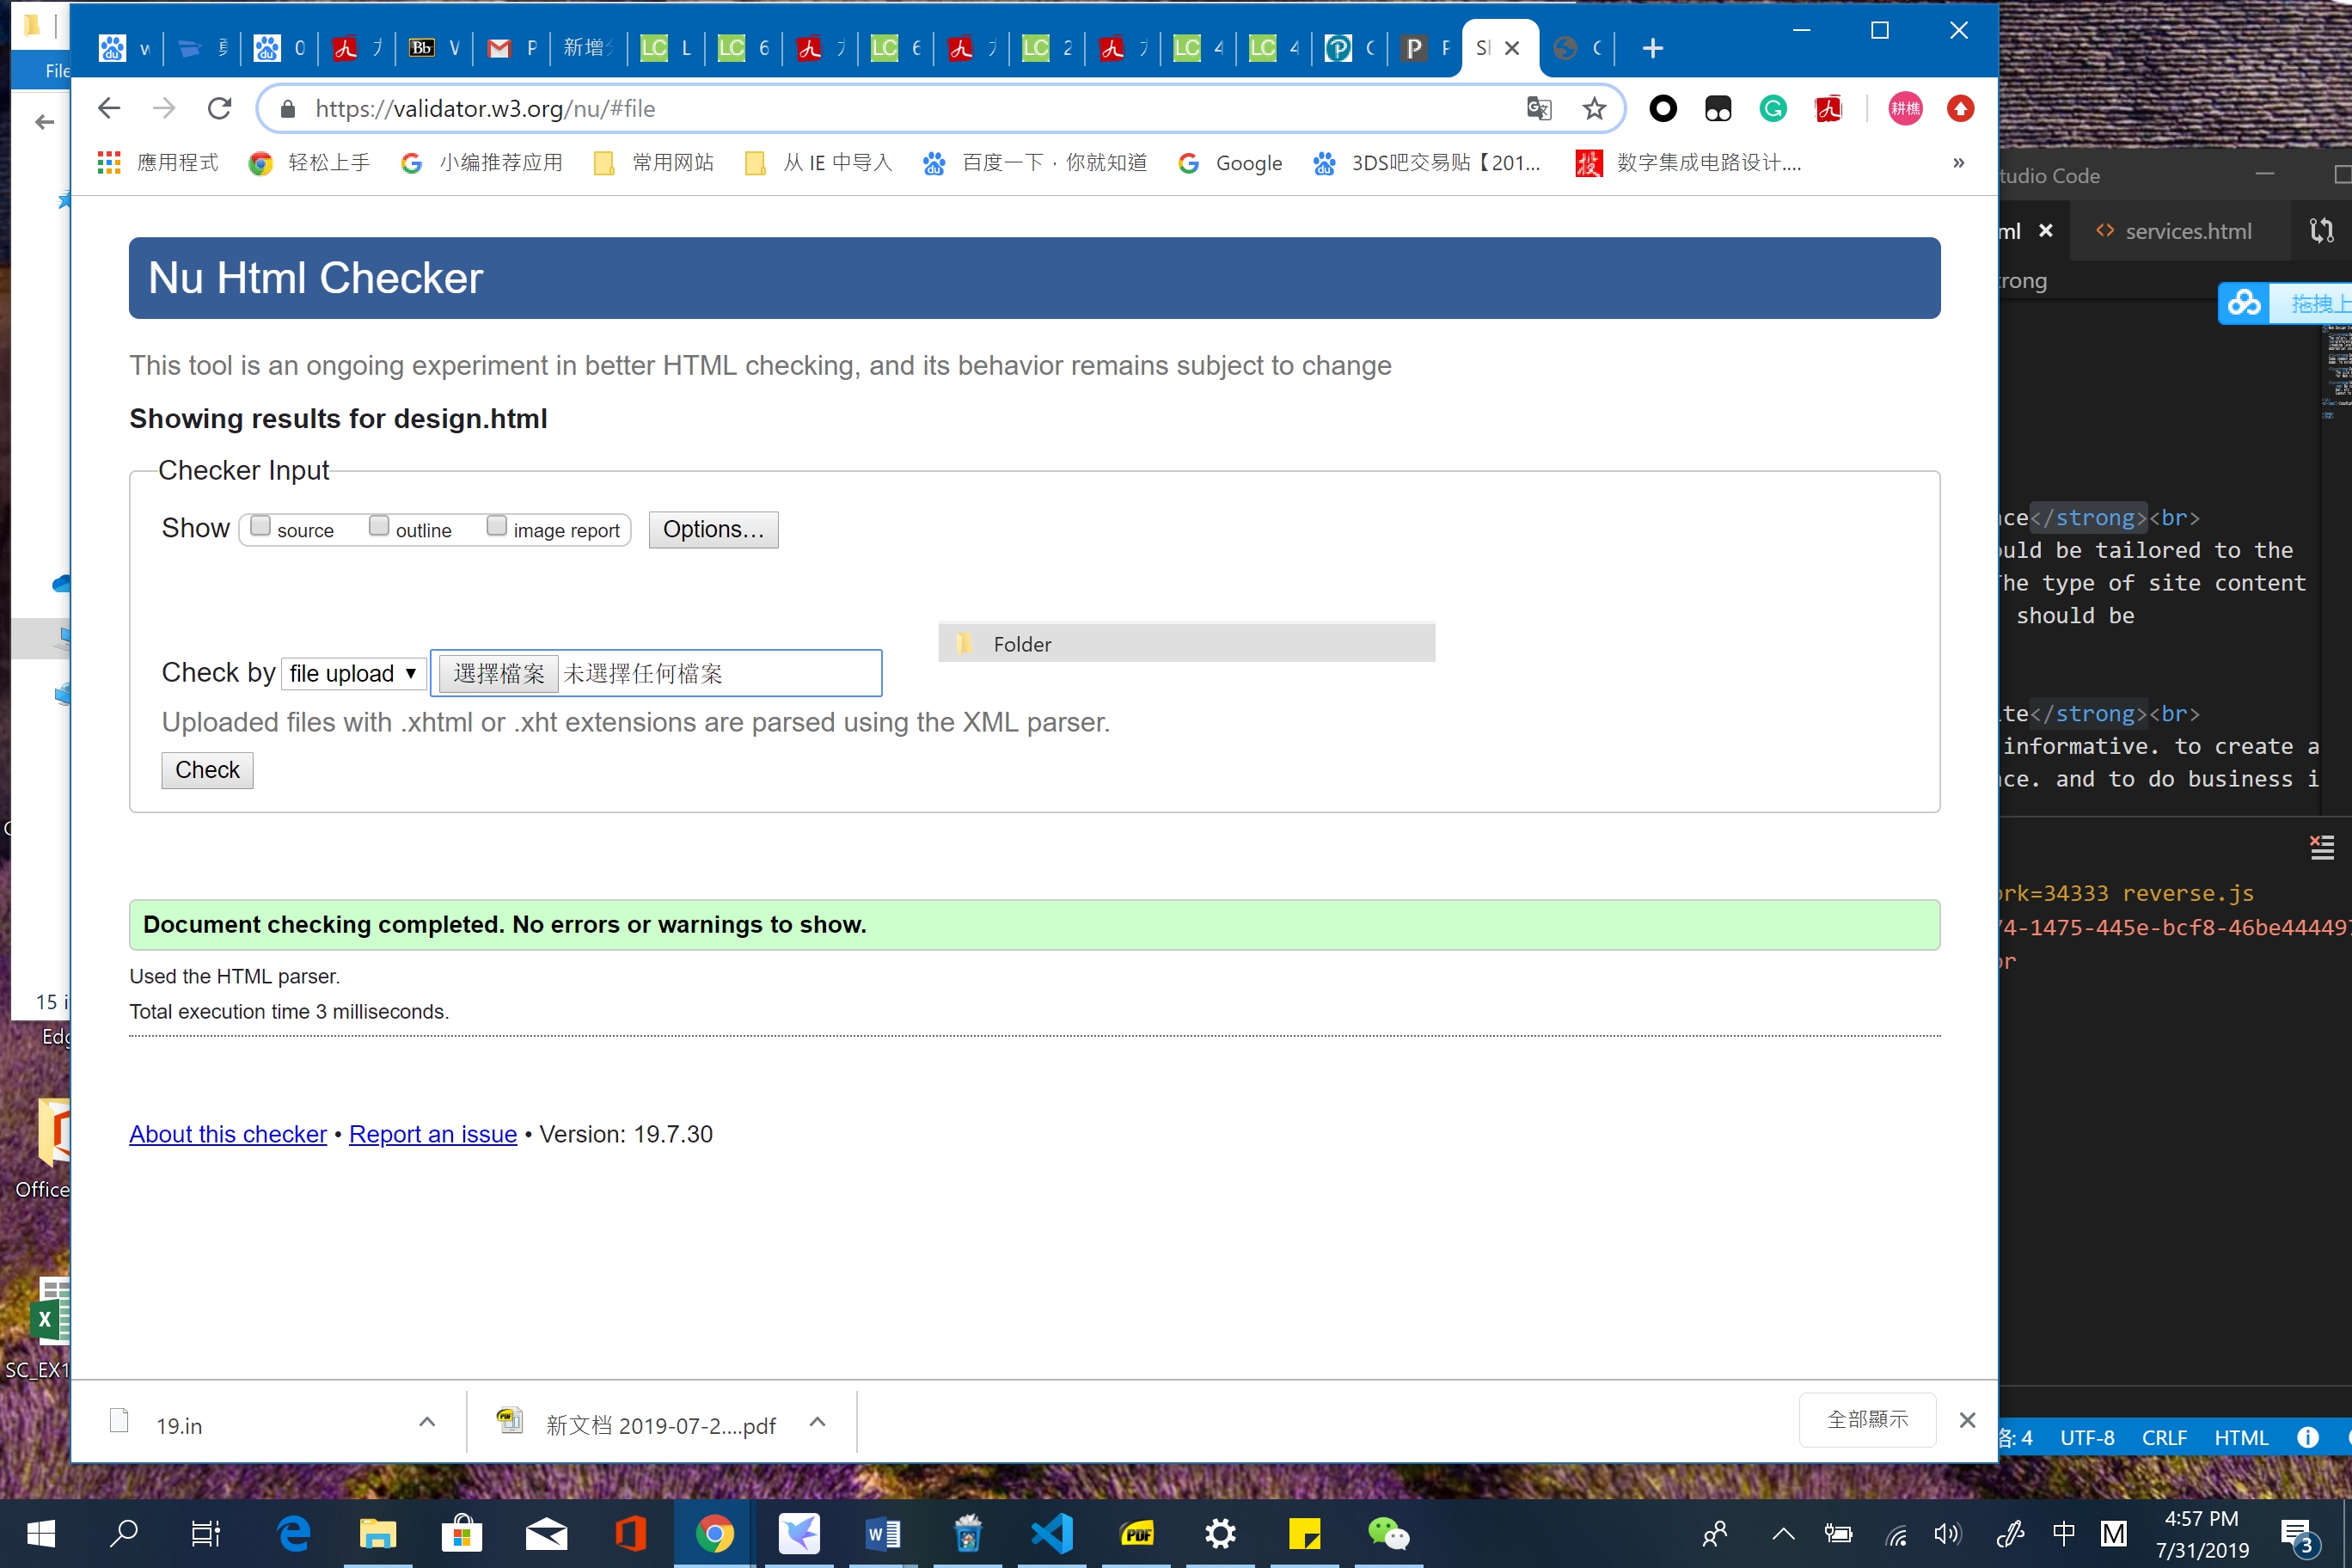 File
https://validator.w3.org/nu/#file
應用程式 轻松上手 小编推荐应用 常用网站 从 IE 中导入 百度一下，你就知道 Google 3DS吧交易贴【201... 数字集成电路设计.... »
耕樵
Nu Html Checker
This tool is an ongoing experiment in better HTML checking, and its behavior remains subject to change
Showing results for design.html
Checker Input
Show source outline image report Options...
Folder
Check by file upload 選擇檔案 未選擇任何檔案
Uploaded files with .xhtml or .xht extensions are parsed using the XML parser.
Check
Document checking completed. No errors or warnings to show.
Used the HTML parser.
Total execution time 3 milliseconds.
About this checker • Report an issue • Version: 19.7.30
19.in
新文档 2019-07-2....pdf
全部顯示
tudio Code
ml services.html
rong
拖拽上
ce</strong><br>
uld be tailored to the
he type of site content
should be
te</strong><br>
informative. to create a
ce. and to do business i
rk=34333 reverse.js
4-1475-445e-bcf8-46be44449
or
格: 4 UTF-8 CRLF HTML
15 i
Edg
Office
SC_EX1
中 M
4:57 PM
7/31/2019
3